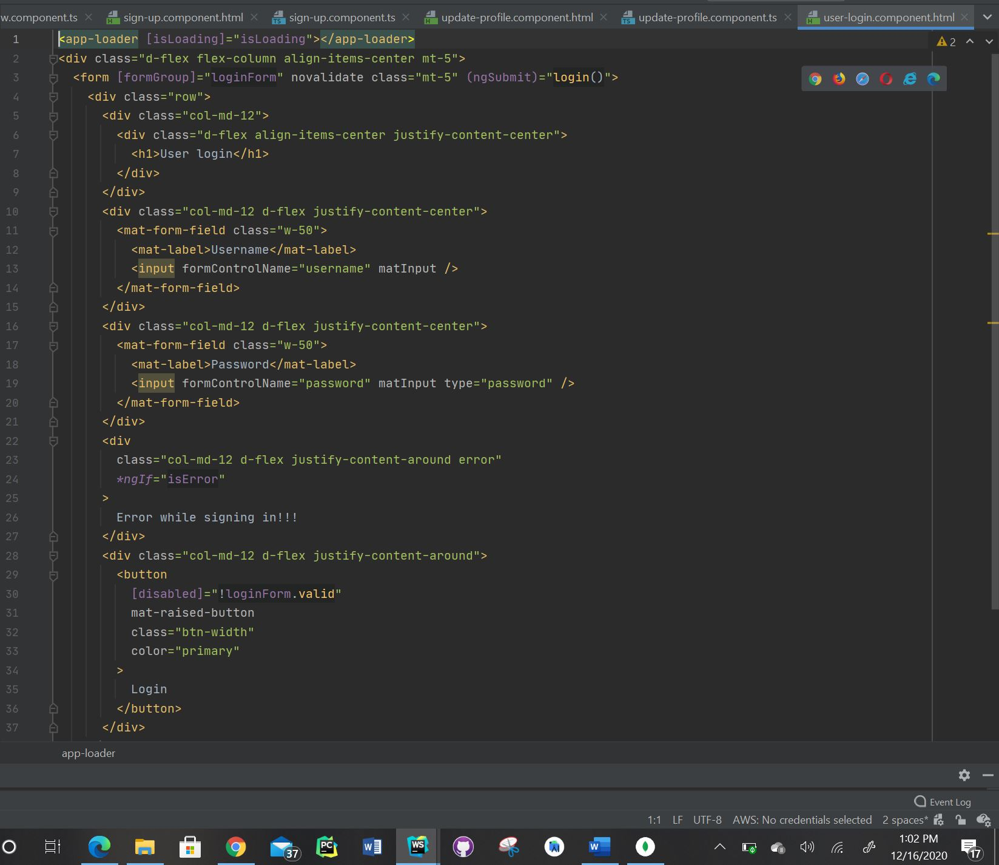 w.component.ts
sign-up.component.html
sign-up.component.ts
update-profile.component.html
update-profile.component.ts
user-login.component.html
2
1 <app-loader [isLoading]="isLoading"></app-loader>
2 <div class="d-flex flex-column align-items-center mt-5">
3 <form [formGroup]="loginForm" novalidate class="mt-5" (ngSubmit)="login()">
4 <div class="row">
5 <div class="col-md-12">
6 <div class="d-flex align-items-center justify-content-center">
7 <h1>User login</h1>
8 </div>
9 </div>
10 <div class="col-md-12 d-flex justify-content-center">
11 <mat-form-field class="w-50">
12 <mat-label>Username</mat-label>
13 <input formControlName="username" matInput />
14 </mat-form-field>
15 </div>
16 <div class="col-md-12 d-flex justify-content-center">
17 <mat-form-field class="w-50">
18 <mat-label>Password</mat-label>
19 <input formControlName="password" matInput type="password" />
20 </mat-form-field>
21 </div>
22 <div
23 class="col-md-12 d-flex justify-content-around error"
24 *ngIf="isError"
25 >
26 Error while signing in!!!
27 </div>
28 <div class="col-md-12 d-flex justify-content-around">
29 <button
30 [disabled]="!loginForm.valid"
31 mat-raised-button
32 class="btn-width"
33 color="primary"
34 >
35 Login
36 </button>
37 </div>
app-loader
Event Log
1:1 LF UTF-8 AWS: No credentials selected 2 spaces*
37
PC
W
WS
W
1:02 PM
12/16/2020
17